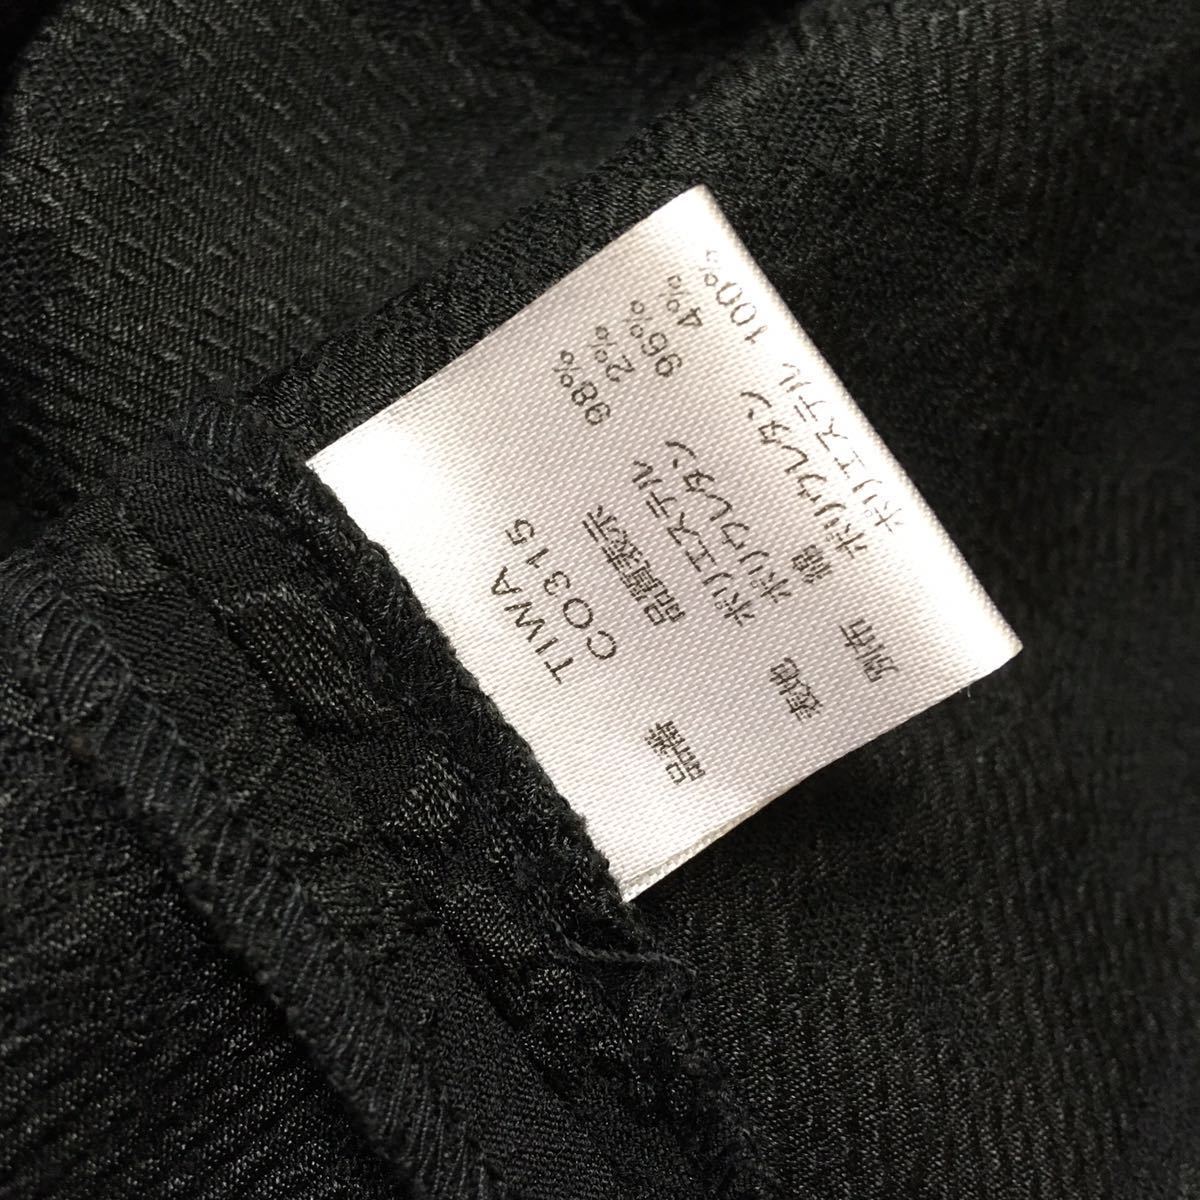 TIWA
品番 CO315
品質表示
表地 ポリエステル 98%
ポリウレタン 2%
別布 綿 96%
ポリウレタン 4%
ポリエステル 100%